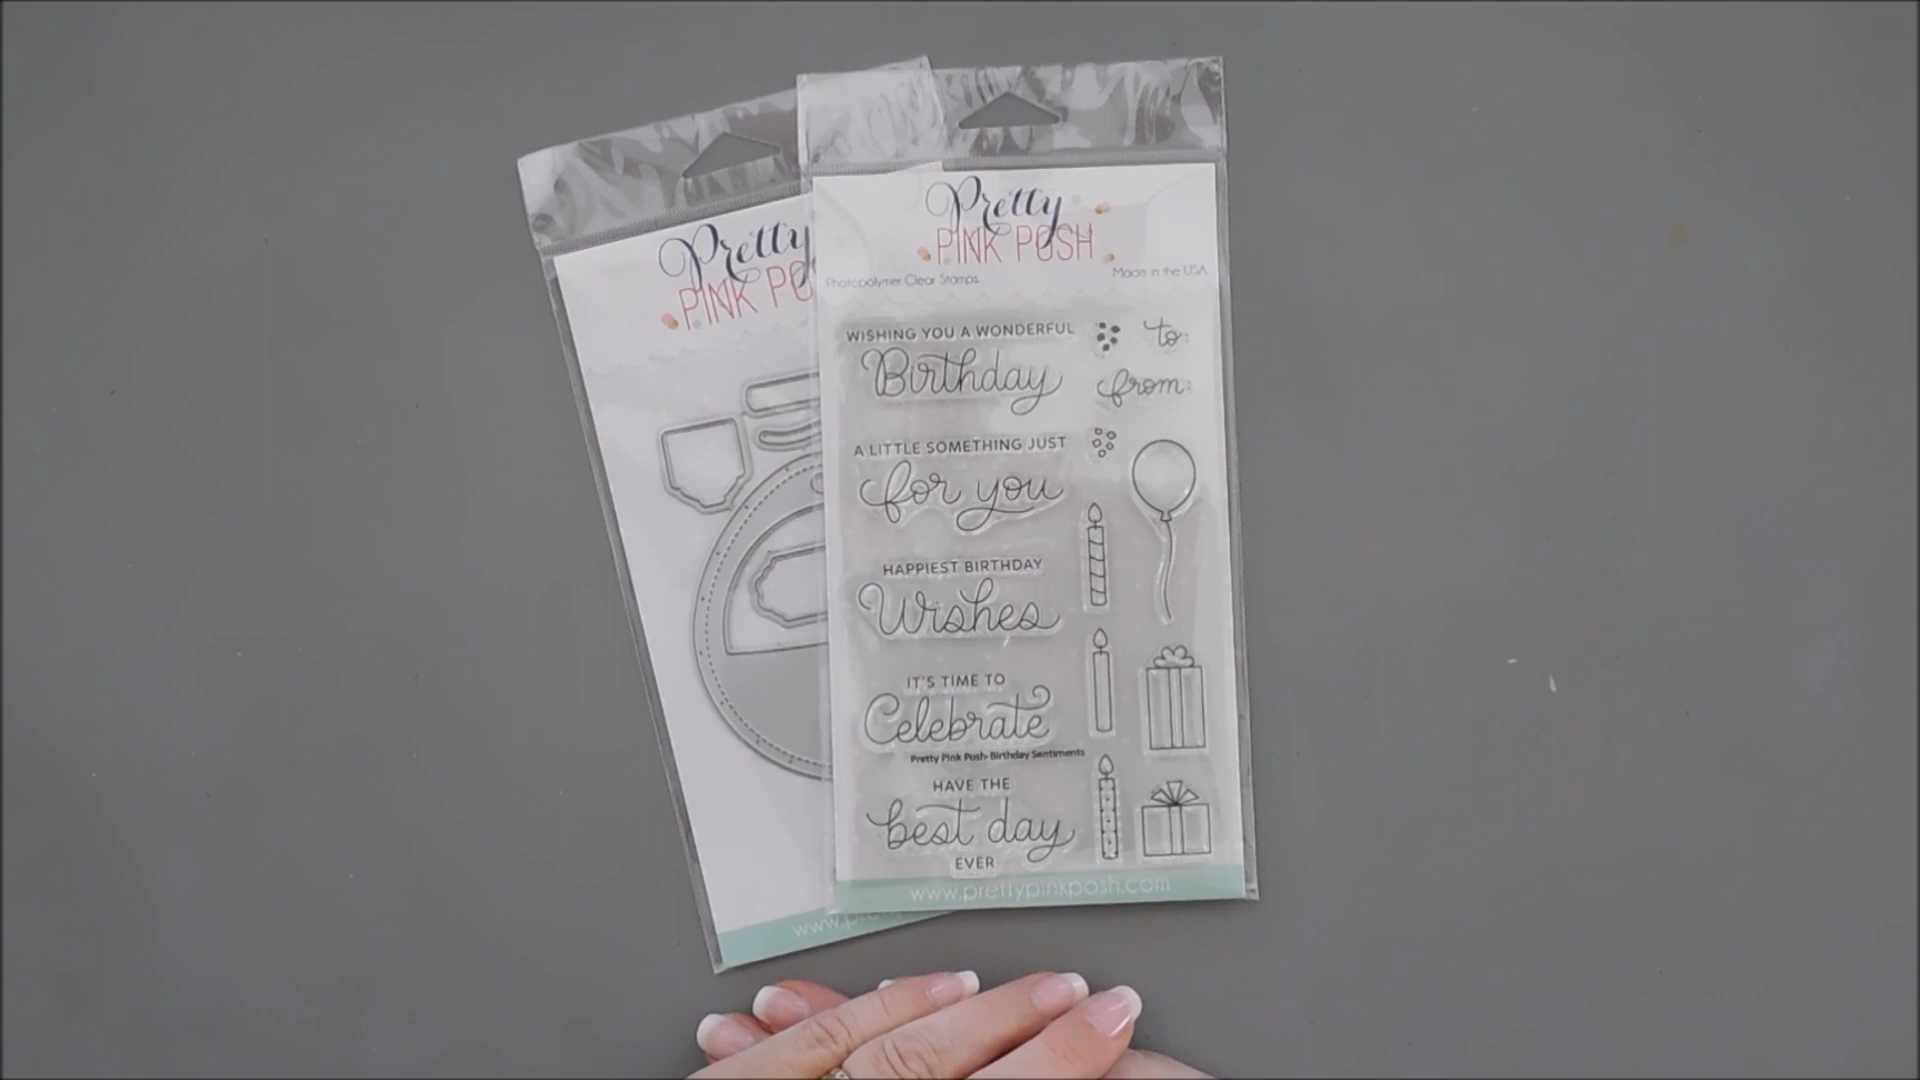 Pretty
PINK PO
www.p
Pretty
PINK POSH
Photopolymer Clear Stamps
Made in the USA
WISHING YOU A WONDERFUL
Birthday
to:
from:
A LITTLE SOMETHING JUST
for you
HAPPIEST BIRTHDAY
Wishes
IT'S TIME TO
Celebrate
Pretty Pink Posh-Birthday Sentiments
HAVE THE
best day
EVER
www.prettypinkposh.com